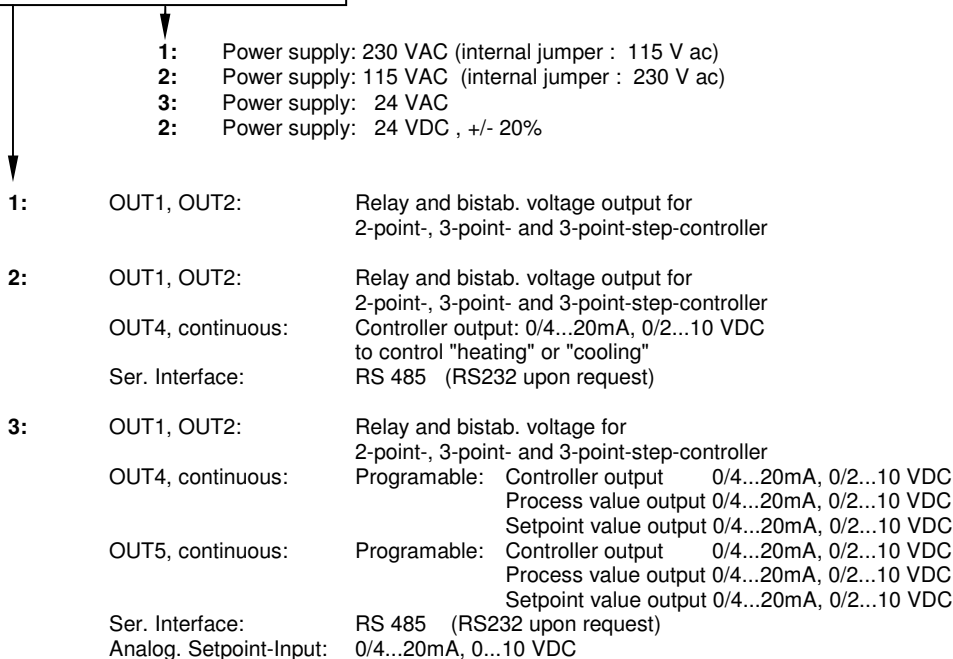 1: Power supply: 230 VAC (internal jumper : 115 V ac)
2: Power supply: 115 VAC (internal jumper : 230 V ac)
3: Power supply: 24 VAC
2: Power supply: 24 VDC , +/- 20%
1: OUT1, OUT2: Relay and bistab. voltage output for
2-point-, 3-point- and 3-point-step-controller
2: OUT1, OUT2: Relay and bistab. voltage output for
2-point-, 3-point- and 3-point-step-controller
OUT4, continuous: Controller output: 0/4...20mA, 0/2...10 VDC
to control "heating" or "cooling"
Ser. Interface: RS 485 (RS232 upon request)
3: OUT1, OUT2: Relay and bistab. voltage for
2-point-, 3-point- and 3-point-step-controller
OUT4, continuous: Programable: Controller output 0/4...20mA, 0/2...10 VDC
Process value output 0/4...20mA, 0/2...10 VDC
Setpoint value output 0/4...20mA, 0/2...10 VDC
OUT5, continuous: Programable: Controller output 0/4...20mA, 0/2...10 VDC
Process value output 0/4...20mA, 0/2...10 VDC
Setpoint value output 0/4...20mA, 0/2...10 VDC
Ser. Interface: RS 485 (RS232 upon request)
Analog. Setpoint-Input: 0/4...20mA, 0...10 VDC